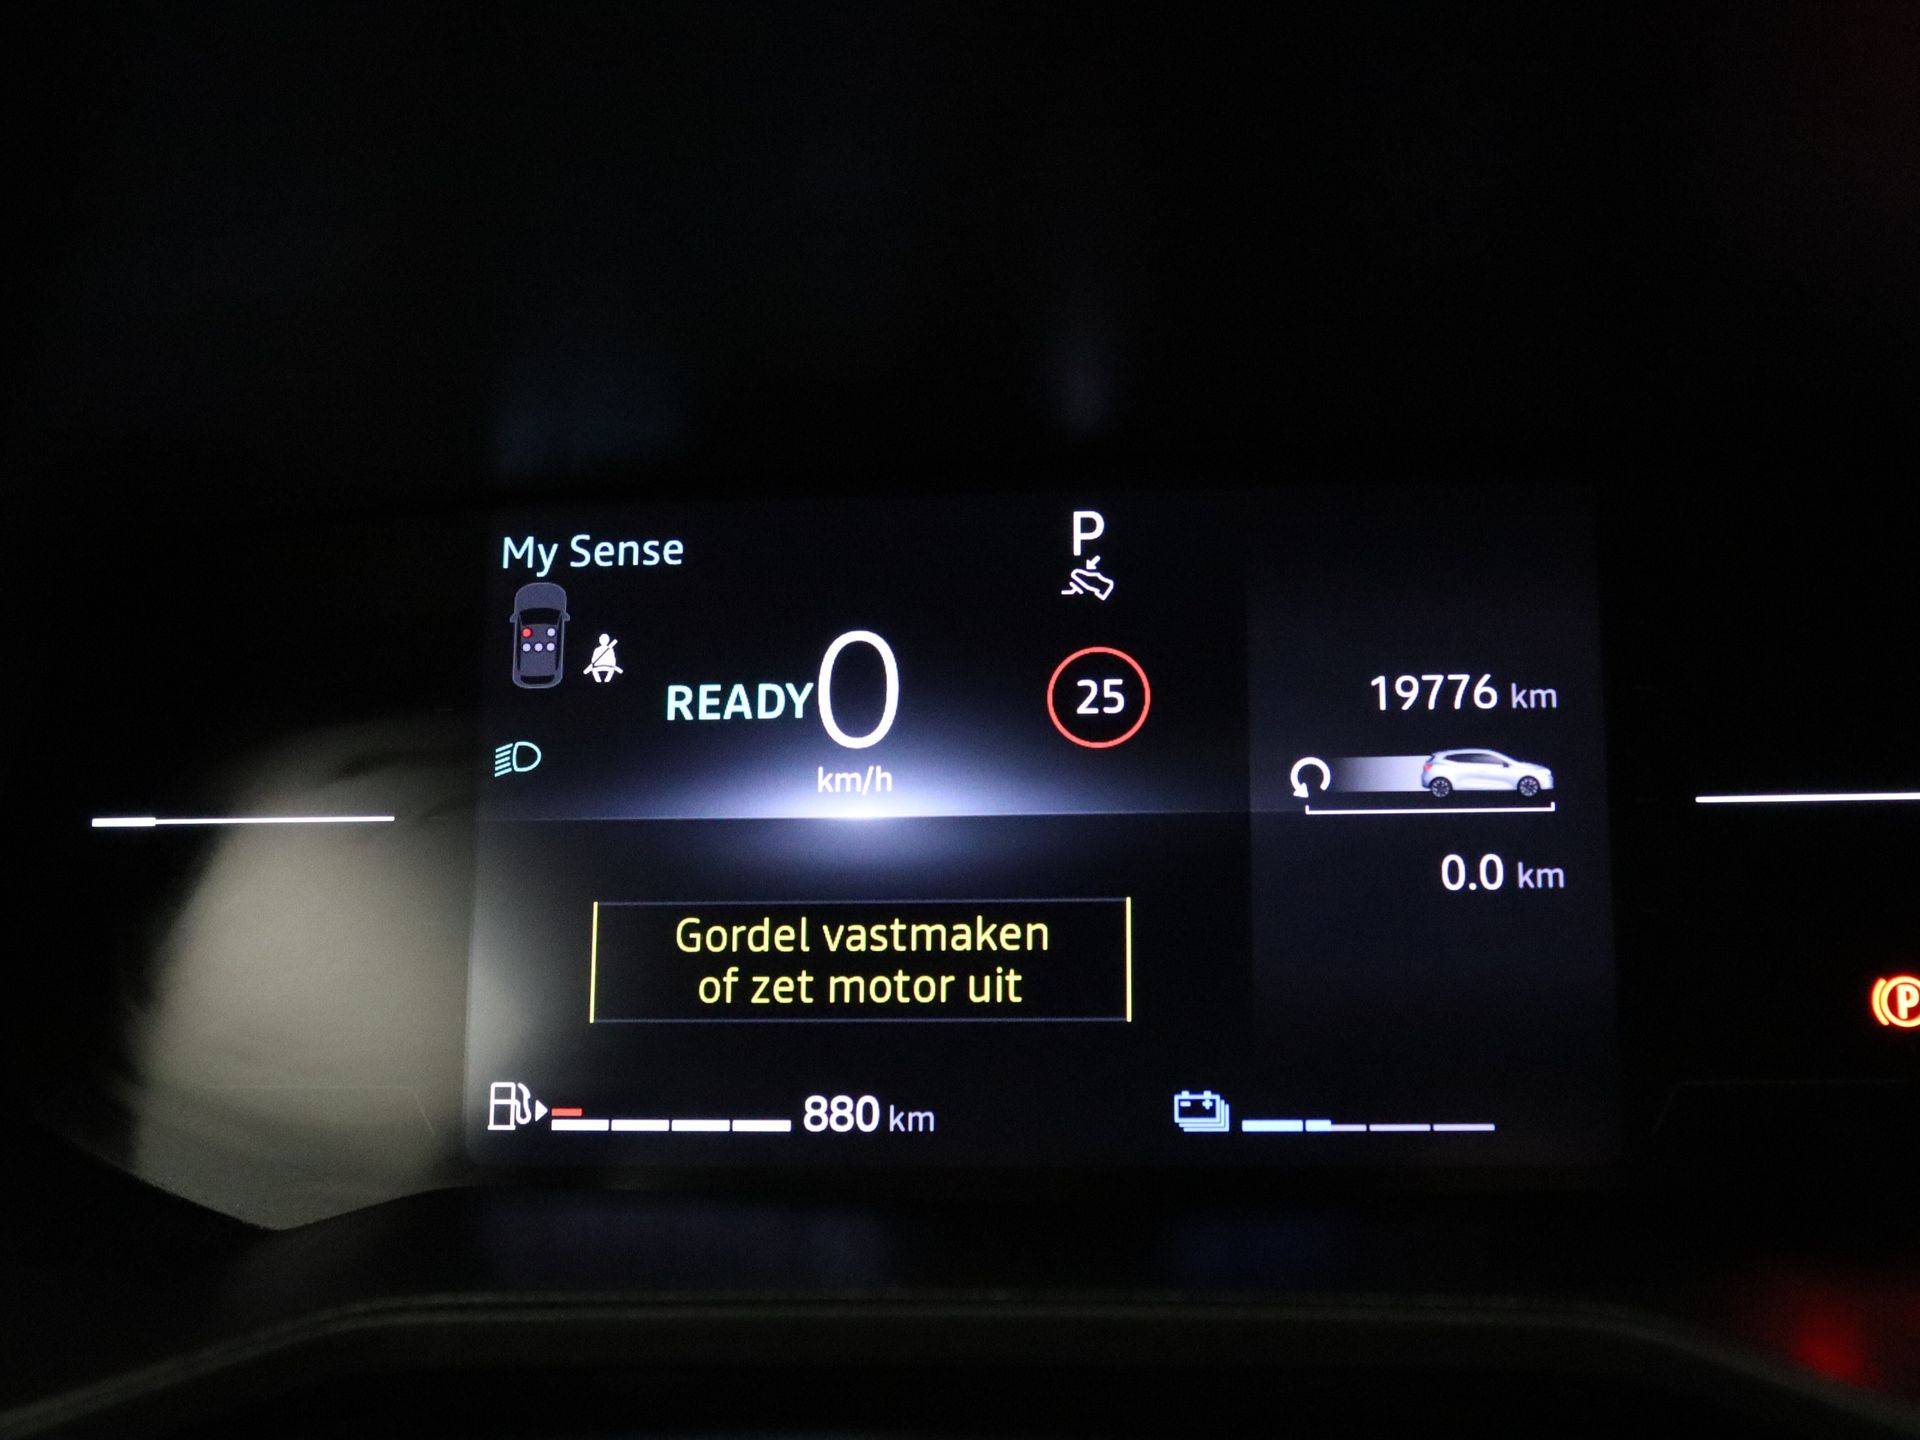 My Sense
P
READY 0
km/h
25
19776 km
0.0 km
Gordel vastmaken
of zet motor uit
880 km
P